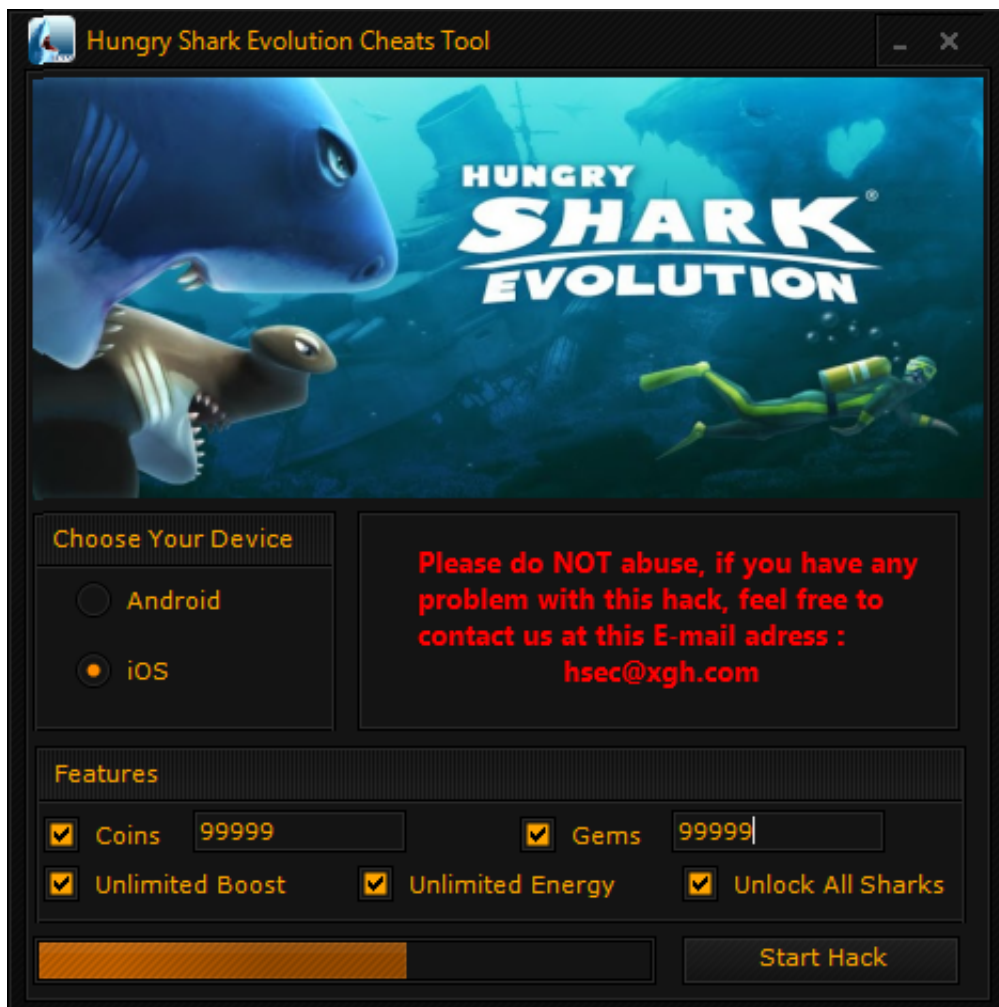 Hungry Shark Evolution Cheats Tool
HUNGRY
SHARK®
EVOLUTION
Choose Your Device
Android
iOS
Please do NOT abuse, if you have any
problem with this hack, feel free to
contact us at this E-mail adress :
hsec@xgh.com
Features
Coins 99999 Gems 99999
Unlimited Boost Unlimited Energy Unlock All Sharks
Start Hack